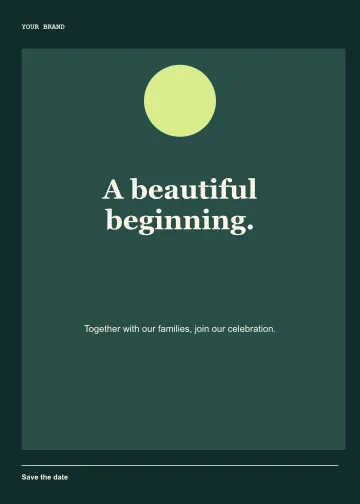 YOUR BRAND
A beautiful
beginning.
Together with our families, join our celebration.
Save the date